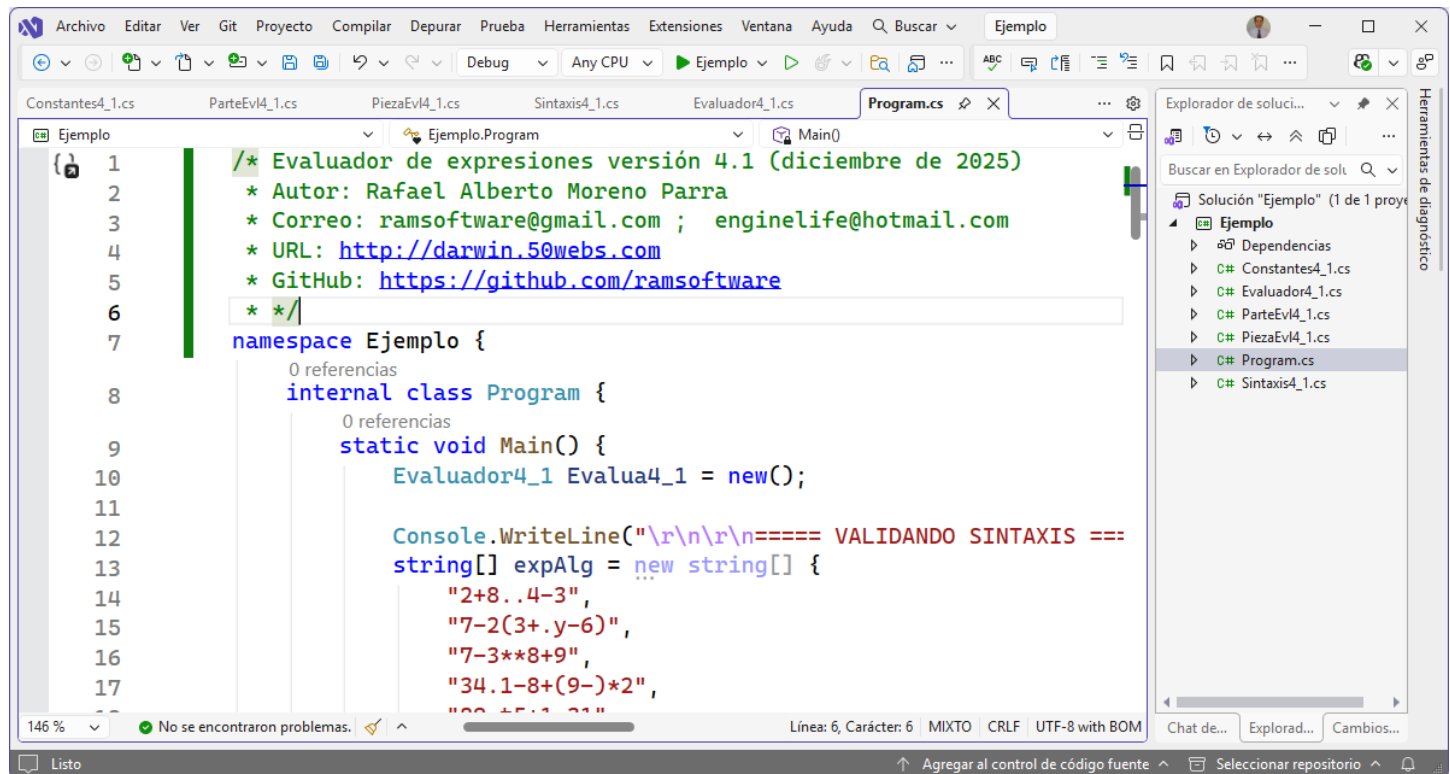 Archivo Editar Ver Git Proyecto Compilar Depurar Prueba Herramientas Extensiones Ventana Ayuda Buscar Ejemplo
Debug Any CPU Ejemplo ABC
Constantes4_1.cs ParteEvl4_1.cs PiezaEvl4_1.cs Sintaxis4_1.cs Evaluador4_1.cs Program.cs
C# Ejemplo Ejemplo.Program Main()
1 /* Evaluador de expresiones versión 4.1 (diciembre de 2025)
2 * Autor: Rafael Alberto Moreno Parra
3 * Correo: ramsoftware@gmail.com ; enginelife@hotmail.com
4 * URL: http://darwin.50webs.com
5 * GitHub: https://github.com/ramsoftware
6 * */
7 namespace Ejemplo {
0 referencias
8 internal class Program {
0 referencias
9 static void Main() {
10 Evaluador4_1 Evalua4_1 = new();
11
12 Console.WriteLine("\r\n\r\n===== VALIDANDO SINTAXIS ===
13 string[] expAlg = new string[] {
14 "2+8..4-3",
15 "7-2(3+.y-6)",
16 "7-3**8+9",
17 "34.1-8+(9-)*2",
146 % No se encontraron problemas. Línea: 6, Carácter: 6 MIXTO CRLF UTF-8 with BOM
Explorador de soluci...
Buscar en Explorador de solu
Solución "Ejemplo" (1 de 1 proye
C# Ejemplo
Dependencias
C# Constantes4_1.cs
C# Evaluador4_1.cs
C# ParteEvl4_1.cs
C# PiezaEvl4_1.cs
C# Program.cs
C# Sintaxis4_1.cs
Chat de... Explorad... Cambios...
Herramientas de diagnóstico
Listo Agregar al control de código fuente Seleccionar repositorio